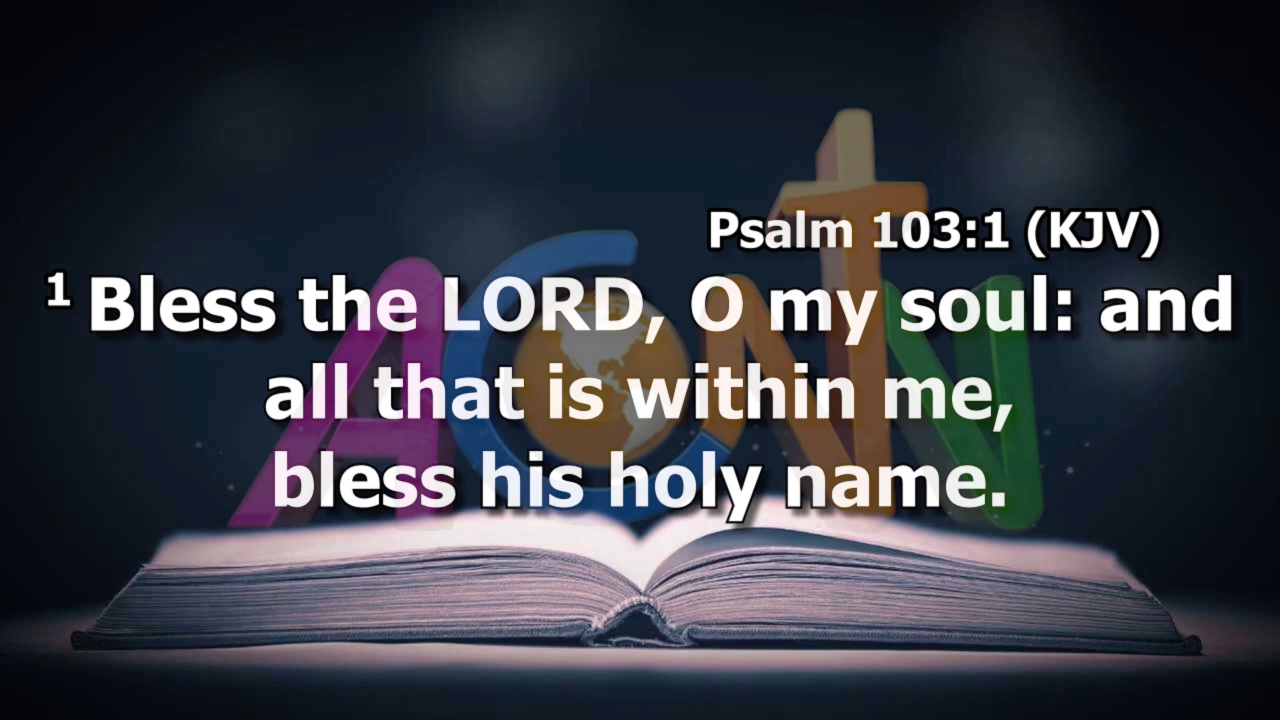 Psalm 103:1 (KJV)
1 Bless the LORD, O my soul: and
all that is within me,
bless his holy name.
ACNTV